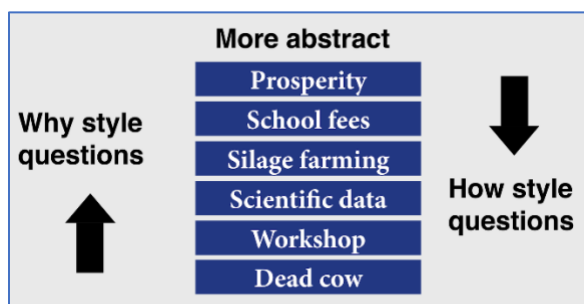 More abstract
Prosperity
School fees
Silage farming
Scientific data
Workshop
Dead cow
Why style
questions
How style
questions